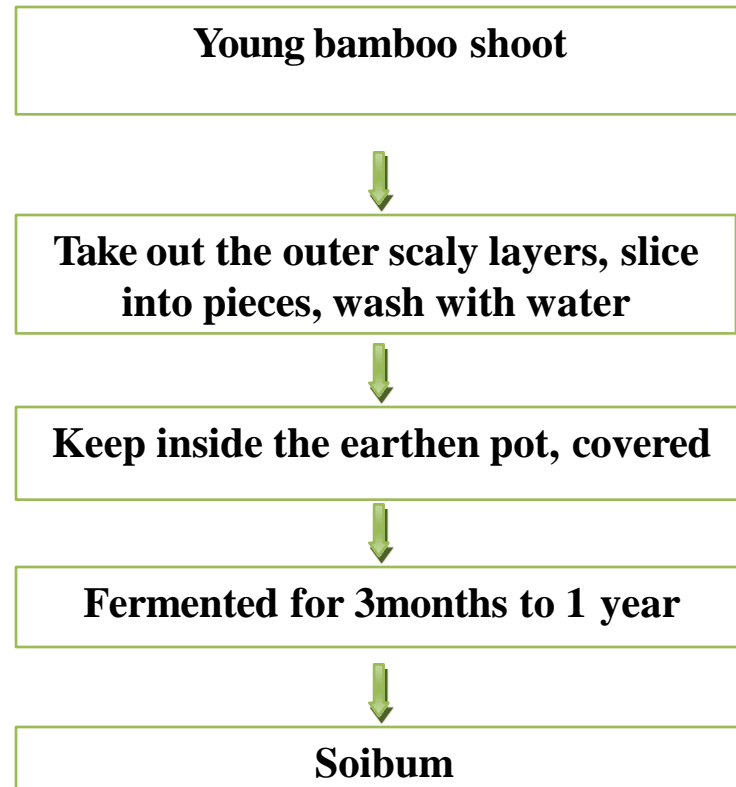 Young bamboo shoot
Take out the outer scaly layers, slice
into pieces, wash with water
Keep inside the earthen pot, covered
Fermented for 3months to 1 year
Soibum